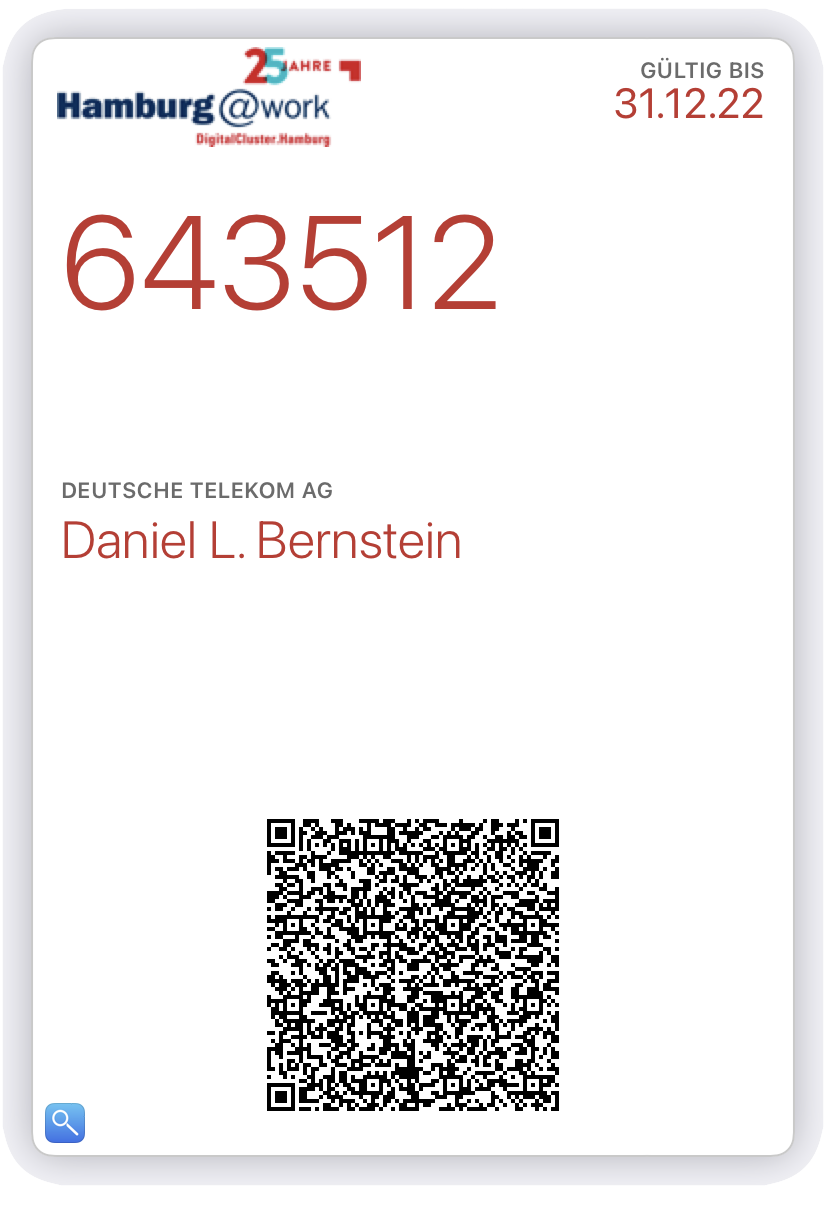 25 JAHRE
Hamburg@work
DigitalCluster.Hamburg
GÜLTIG BIS
31.12.22
643512
DEUTSCHE TELEKOM AG
Daniel L. Bernstein